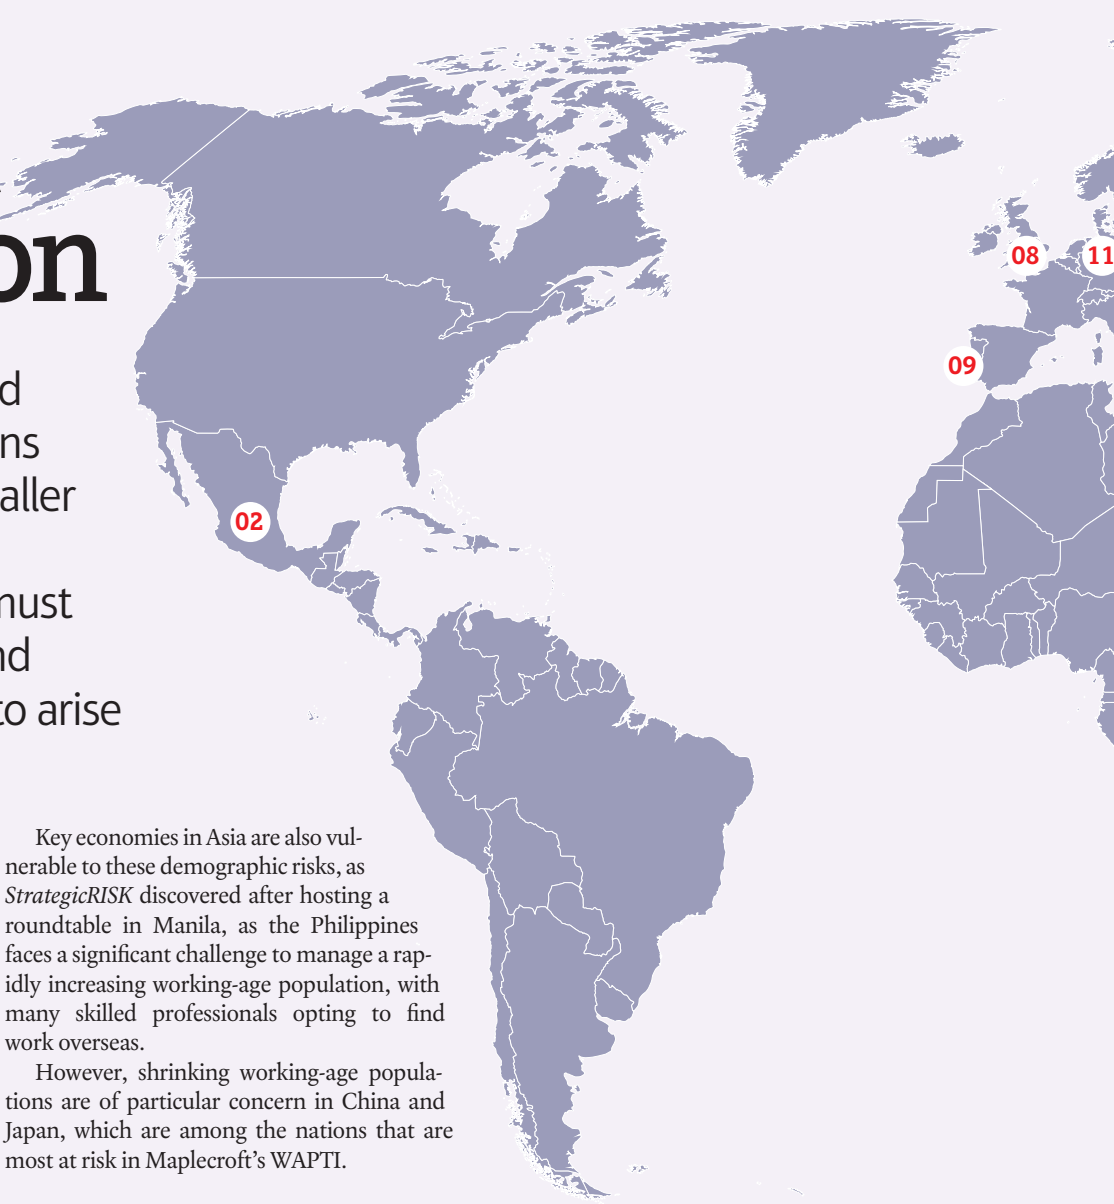 on
d
ns
aller
must
nd
to arise
08
11
09
02
Key economies in Asia are also vul-
nerable to these demographic risks, as
StrategicRISK discovered after hosting a
roundtable in Manila, as the Philippines
faces a significant challenge to manage a rap-
idly increasing working-age population, with
many skilled professionals opting to find
work overseas.
However, shrinking working-age popula-
tions are of particular concern in China and
Japan, which are among the nations that are
most at risk in Maplecroft’s WAPTI.